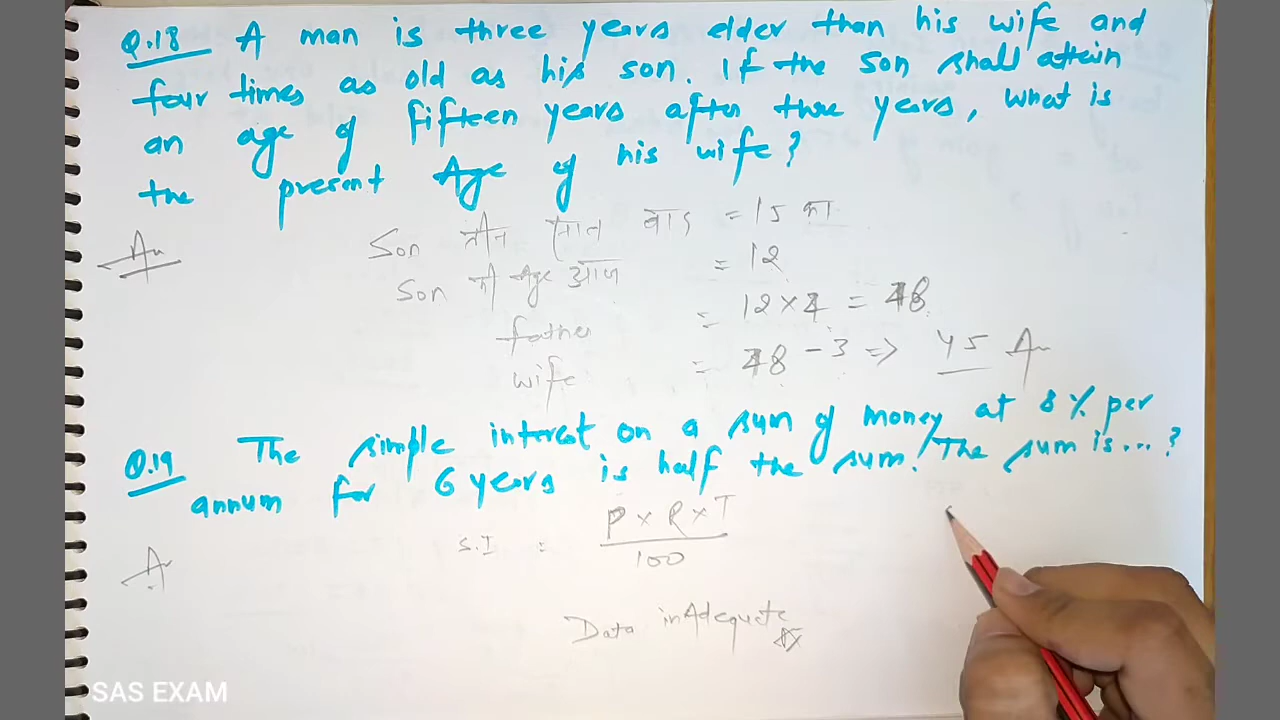 Q.18 A man is three years elder than his wife and
four times as old as his son. If the son shall attein
an age of fifteen years after three years, what is
the present Age of his wife?
An
Son तीन साल बाद = 15 का
Son की Age आज = 12
father = 12 × 4 = 48
wife = 48 - 3 => 45 An
Q.19 The simple interest on a sum of money at 8% per
annum for 6 years is half the sum. The sum is...?
A
S.I = P × R × T
100
Data inAdequate
SAS EXAM